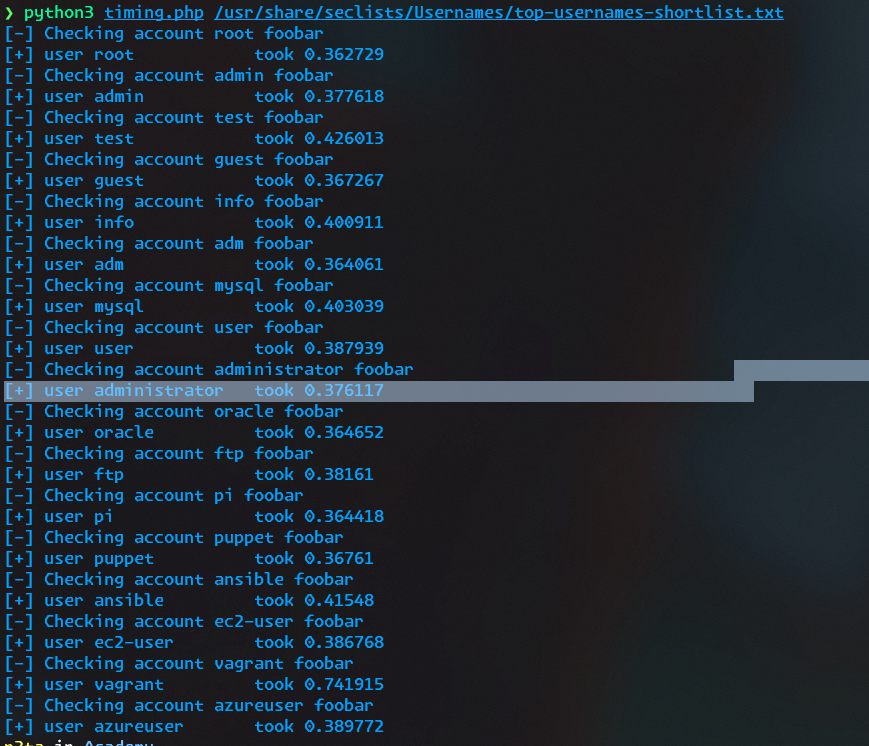 ❯ python3 timing.php /usr/share/seclists/Usernames/top-usernames-shortlist.txt
[-] Checking account root foobar
[+] user root            took 0.362729
[-] Checking account admin foobar
[+] user admin           took 0.377618
[-] Checking account test foobar
[+] user test            took 0.426013
[-] Checking account guest foobar
[+] user guest           took 0.367267
[-] Checking account info foobar
[+] user info            took 0.400911
[-] Checking account adm foobar
[+] user adm             took 0.364061
[-] Checking account mysql foobar
[+] user mysql           took 0.403039
[-] Checking account user foobar
[+] user user            took 0.387939
[-] Checking account administrator foobar
[+] user administrator   took 0.376117
[-] Checking account oracle foobar
[+] user oracle          took 0.364652
[-] Checking account ftp foobar
[+] user ftp             took 0.38161
[-] Checking account pi foobar
[+] user pi              took 0.364418
[-] Checking account puppet foobar
[+] user puppet          took 0.36761
[-] Checking account ansible foobar
[+] user ansible         took 0.41548
[-] Checking account ec2-user foobar
[+] user ec2-user        took 0.386768
[-] Checking account vagrant foobar
[+] user vagrant         took 0.741915
[-] Checking account azureuser foobar
[+] user azureuser       took 0.389772
in Academy